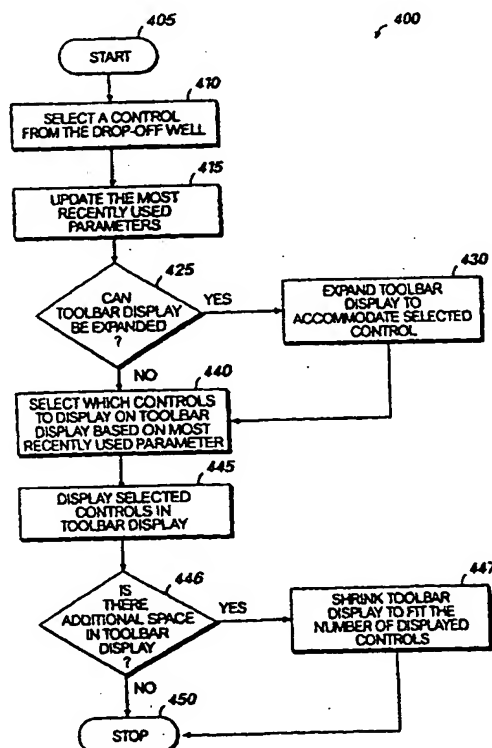 400
405
START
410
SELECT A CONTROL
FROM THE DROP-OFF WELL
415
UPDATE THE MOST
RECENTLY USED
PARAMETERS
425
CAN
TOOLBAR DISPLAY
BE EXPANDED
?
YES
430
EXPAND TOOLBAR
DISPLAY TO
ACCOMMODATE SELECTED
CONTROL
NO
440
SELECT WHICH CONTROLS
TO DISPLAY ON TOOLBAR
DISPLAY BASED ON MOST
RECENTLY USED PARAMETER
445
DISPLAY SELECTED
CONTROLS IN
TOOLBAR DISPLAY
446
IS
THERE
ADDITIONAL SPACE
IN TOOLBAR
DISPLAY
?
YES
447
SHRINK TOOLBAR
DISPLAY TO FIT THE
NUMBER OF DISPLAYED
CONTROLS
NO
450
STOP